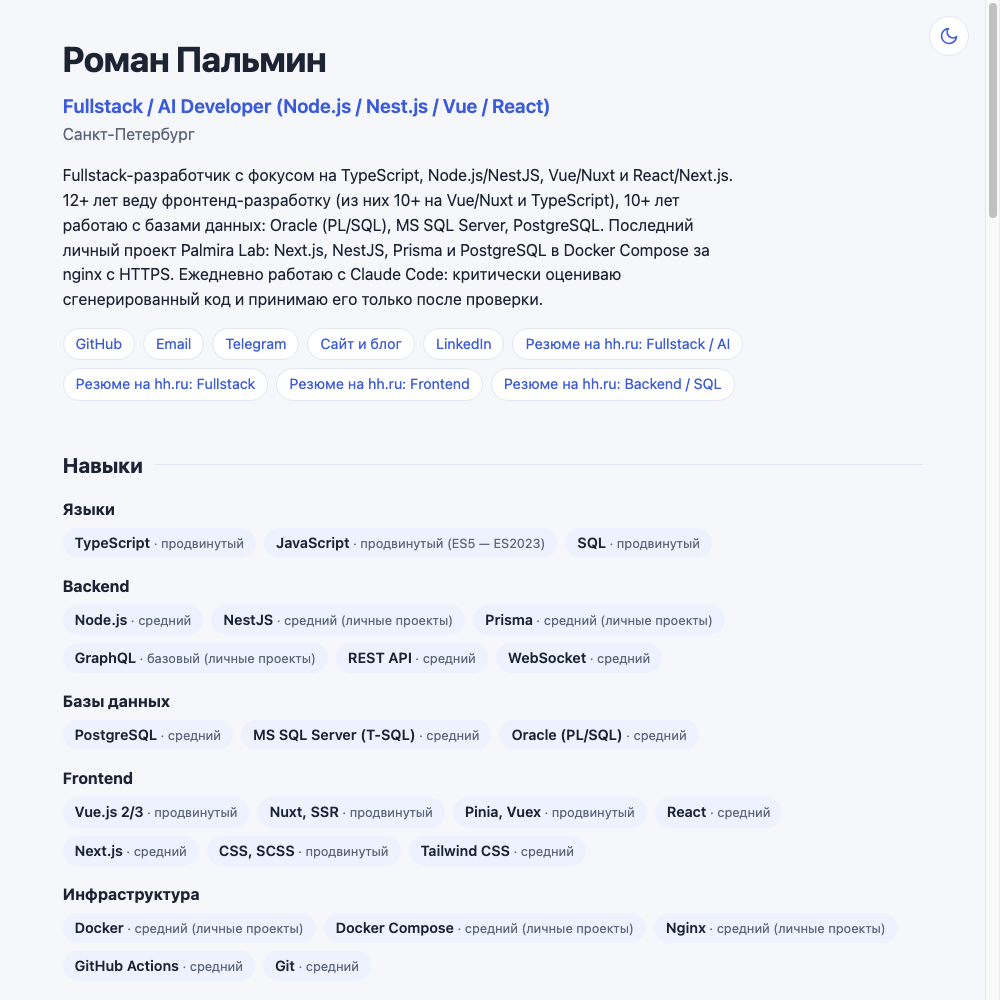 Роман Пальмин
Fullstack / AI Developer (Node.js / Nest.js / Vue / React)
Санкт-Петербург
Fullstack-разработчик с фокусом на TypeScript, Node.js/NestJS, Vue/Nuxt и React/Next.js.
12+ лет веду фронтенд-разработку (из них 10+ на Vue/Nuxt и TypeScript), 10+ лет
работаю с базами данных: Oracle (PL/SQL), MS SQL Server, PostgreSQL. Последний
личный проект Palmira Lab: Next.js, NestJS, Prisma и PostgreSQL в Docker Compose за
nginx с HTTPS. Ежедневно работаю с Claude Code: критически оцениваю
сгенерированный код и принимаю его только после проверки.
GitHub Email Telegram Сайт и блог LinkedIn Резюме на hh.ru: Fullstack / AI
Резюме на hh.ru: Fullstack Резюме на hh.ru: Frontend Резюме на hh.ru: Backend / SQL
Навыки
Языки
TypeScript · продвинутый JavaScript · продвинутый (ES5 — ES2023) SQL · продвинутый
Backend
Node.js · средний NestJS · средний (личные проекты) Prisma · средний (личные проекты)
GraphQL · базовый (личные проекты) REST API · средний WebSocket · средний
Базы данных
PostgreSQL · средний MS SQL Server (T-SQL) · средний Oracle (PL/SQL) · средний
Frontend
Vue.js 2/3 · продвинутый Nuxt, SSR · продвинутый Pinia, Vuex · продвинутый React · средний
Next.js · средний CSS, SCSS · продвинутый Tailwind CSS · средний
Инфраструктура
Docker · средний (личные проекты) Docker Compose · средний (личные проекты) Nginx · средний (личные проекты)
GitHub Actions · средний Git · средний